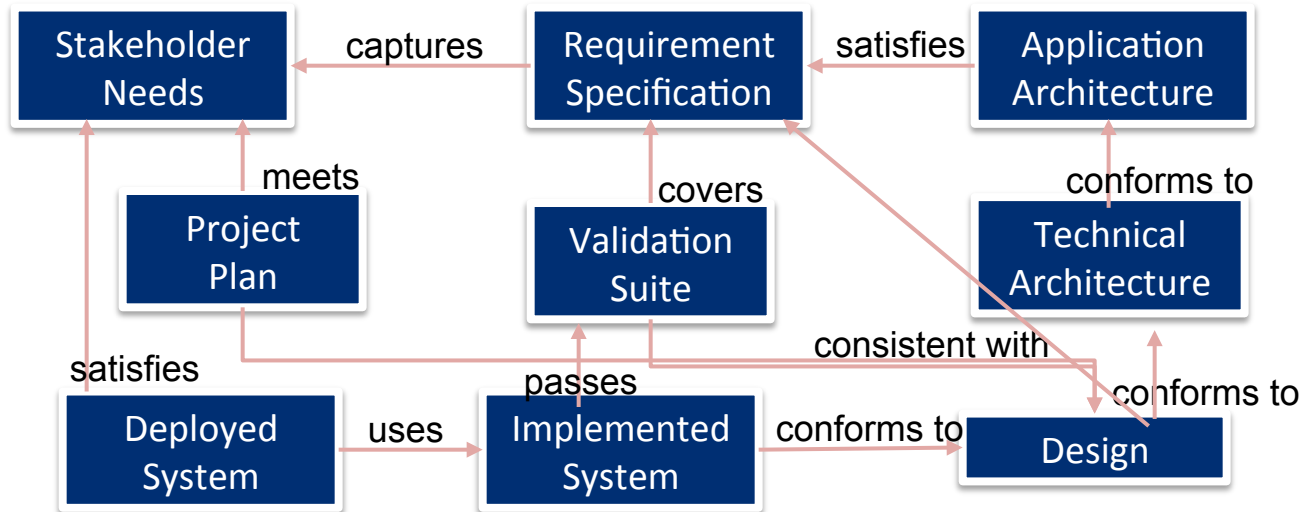 Stakeholder
Needs
captures
Requirement
Specification
satisfies
Application
Architecture
meets
covers
conforms to
Project
Plan
Validation
Suite
Technical
Architecture
consistent with
satisfies
passes
conforms to
Deployed
System
uses
Implemented
System
conforms to
Design